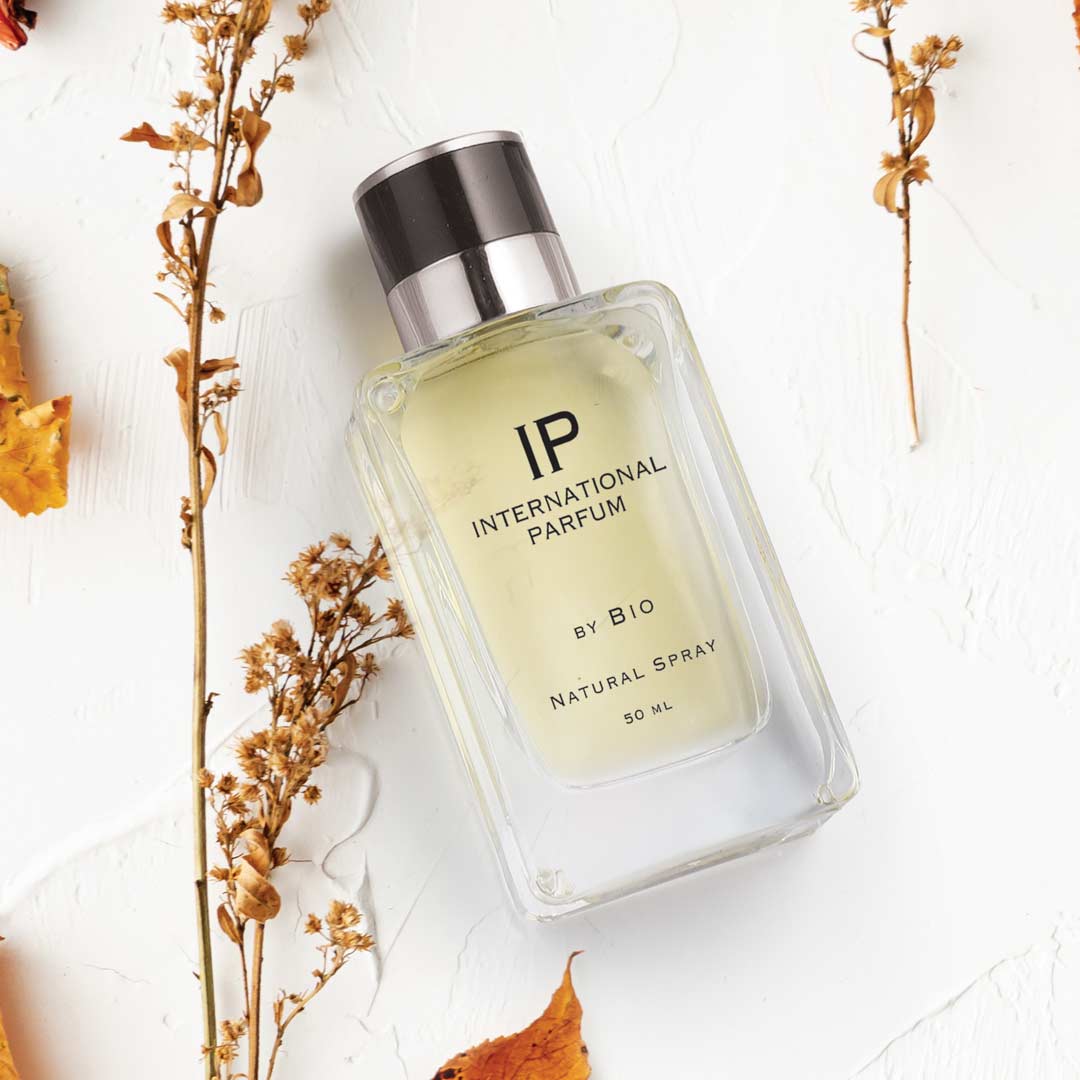 IP
INTERNATIONAL
PARFUM
BY BIO
NATURAL SPRAY
50 ML